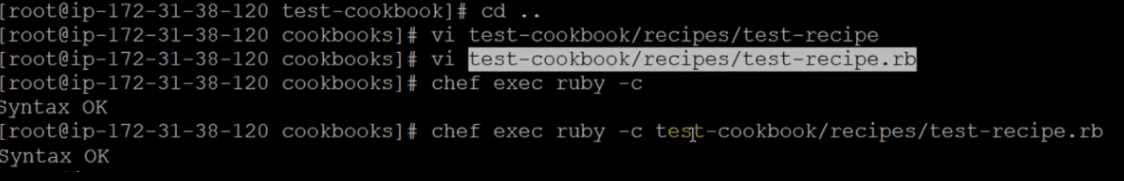 [root@ip-172-31-38-120 test-cookbook]# cd ..
[root@ip-172-31-38-120 cookbooks]# vi test-cookbook/recipes/test-recipe
[root@ip-172-31-38-120 cookbooks]# vi test-cookbook/recipes/test-recipe.rb
[root@ip-172-31-38-120 cookbooks]# chef exec ruby -c
Syntax OK
[root@ip-172-31-38-120 cookbooks]# chef exec ruby -c test-cookbook/recipes/test-recipe.rb
Syntax OK